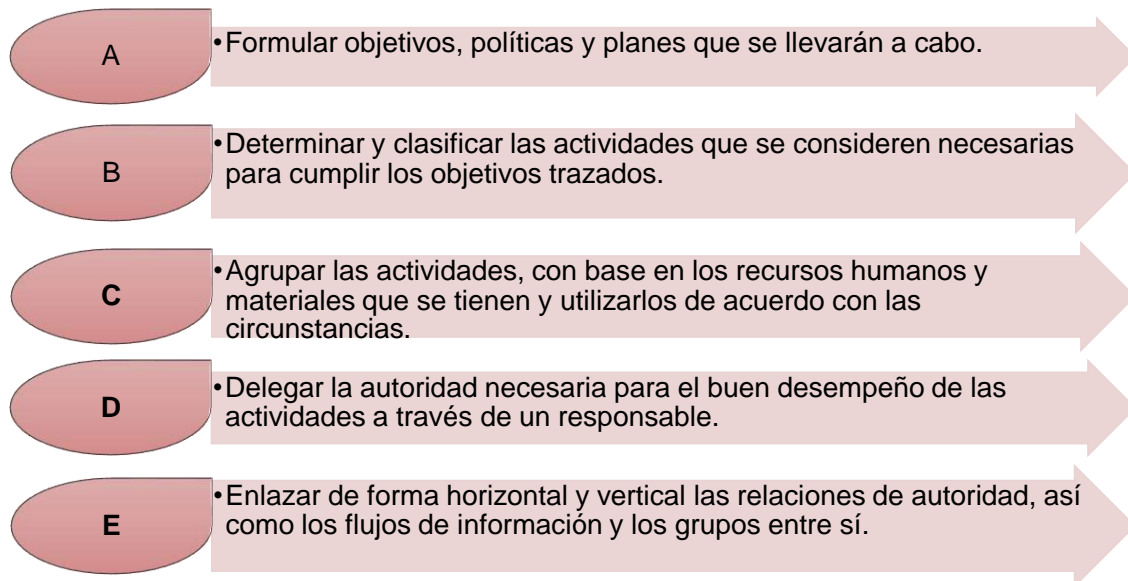 A
•Formular objetivos, políticas y planes que se llevarán a cabo.
B
•Determinar y clasificar las actividades que se consideren necesarias
para cumplir los objetivos trazados.
C
•Agrupar las actividades, con base en los recursos humanos y
materiales que se tienen y utilizarlos de acuerdo con las
circunstancias.
D
•Delegar la autoridad necesaria para el buen desempeño de las
actividades a través de un responsable.
E
•Enlazar de forma horizontal y vertical las relaciones de autoridad, así
como los flujos de información y los grupos entre sí.